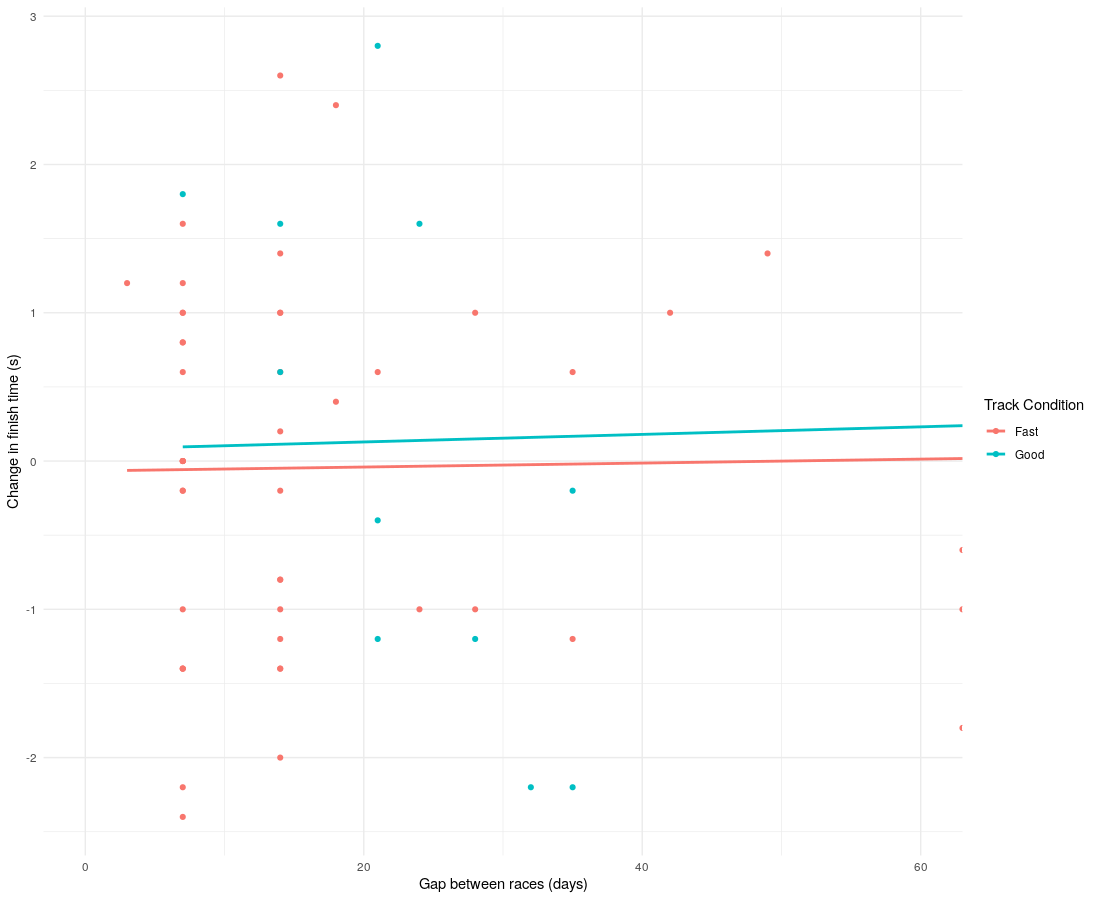 3
2
1
0
-1
-2
0 20 40 60
Gap between races (days)
Change in finish time (s)
Track Condition
Fast
Good